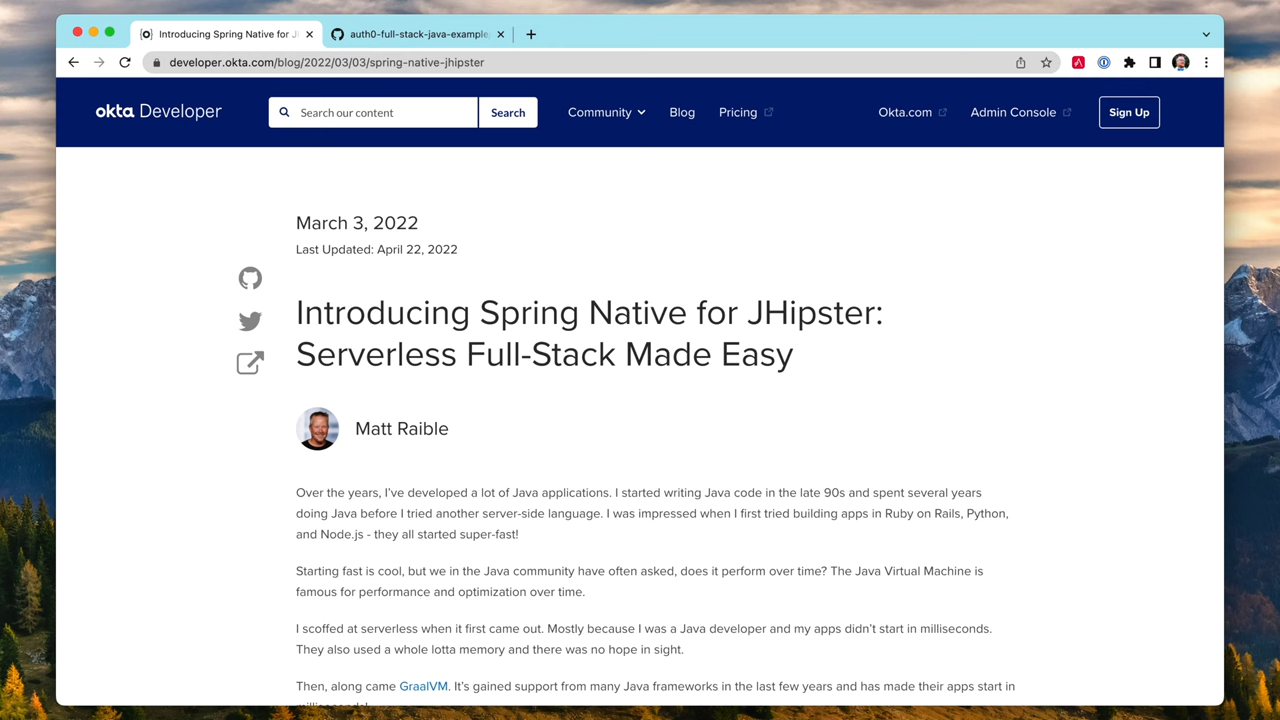 Introducing Spring Native for J
auth0-full-stack-java-example
developer.okta.com/blog/2022/03/03/spring-native-jhipster
okta Developer
Search our content
Search
Community
Blog
Pricing
Okta.com
Admin Console
Sign Up
March 3, 2022
Last Updated: April 22, 2022
Introducing Spring Native for JHipster:
Serverless Full-Stack Made Easy
Matt Raible
Over the years, I've developed a lot of Java applications. I started writing Java code in the late 90s and spent several years
doing Java before I tried another server-side language. I was impressed when I first tried building apps in Ruby on Rails, Python,
and Node.js - they all started super-fast!
Starting fast is cool, but we in the Java community have often asked, does it perform over time? The Java Virtual Machine is
famous for performance and optimization over time.
I scoffed at serverless when it first came out. Mostly because I was a Java developer and my apps didn't start in milliseconds.
They also used a whole lotta memory and there was no hope in sight.
Then, along came GraalVM. It's gained support from many Java frameworks in the last few years and has made their apps start in